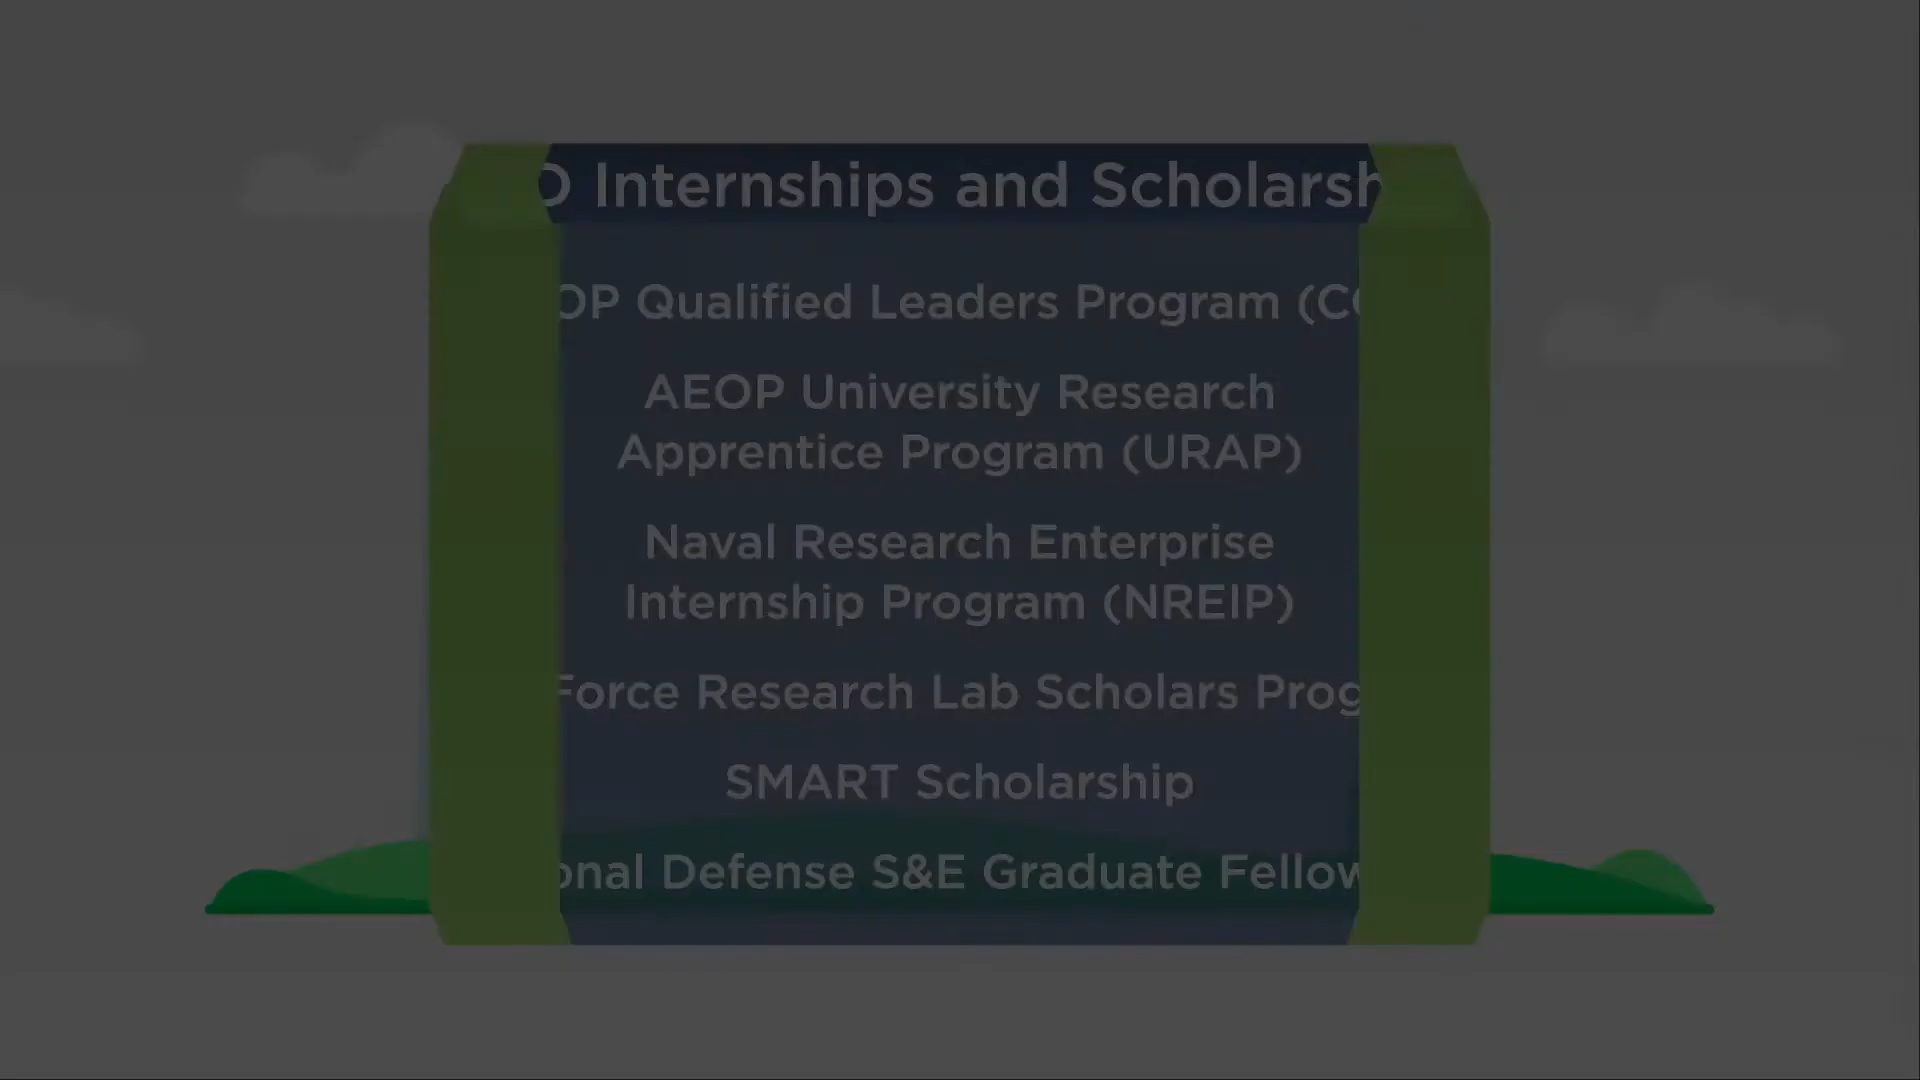 Internships and Scholarsh
OP Qualified Leaders Program (C
AEOP University Research
Apprentice Program (URAP)
Naval Research Enterprise
Internship Program (NREIP)
Force Research Lab Scholars Prog
SMART Scholarship
onal Defense S&E Graduate Fellow